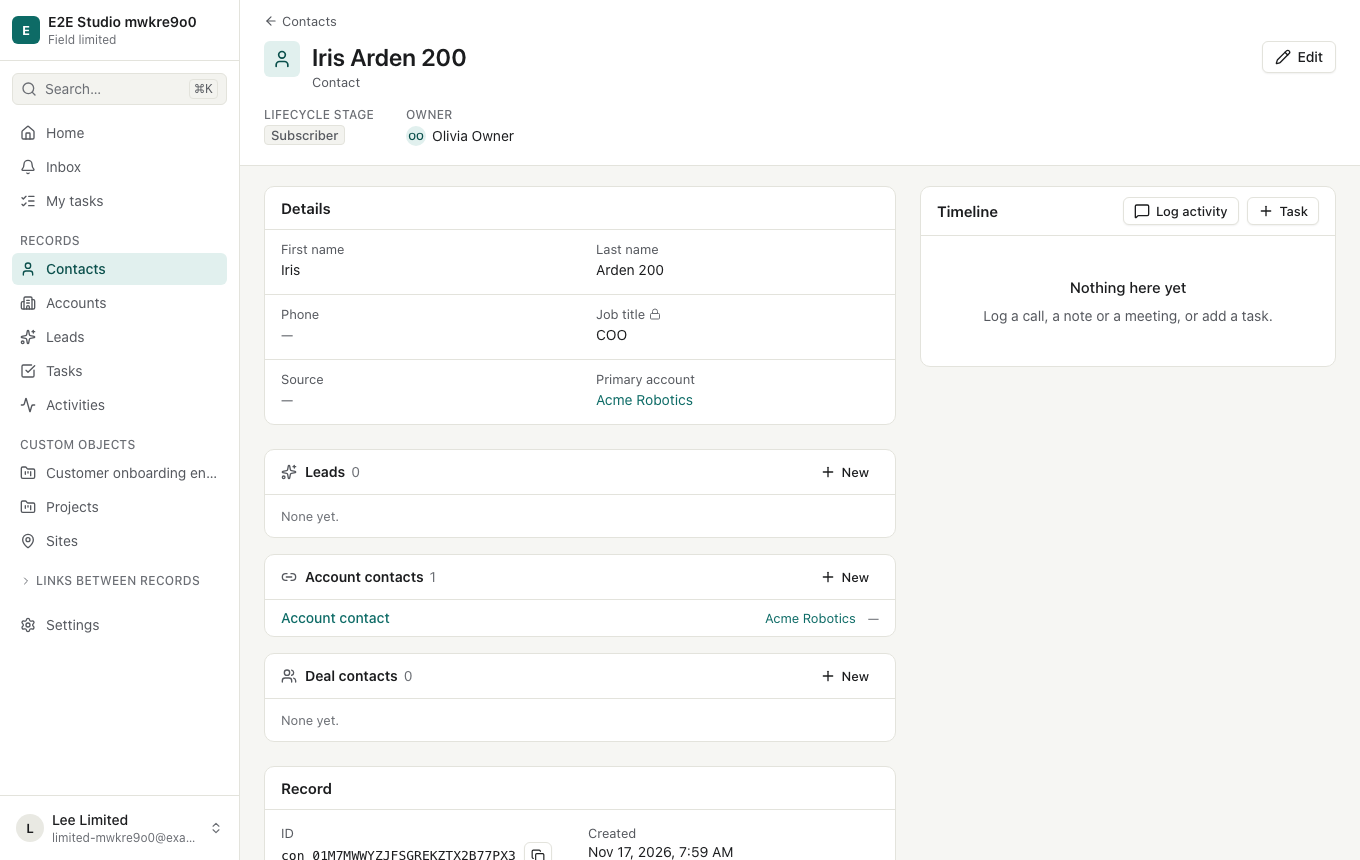 E
E2E Studio mwkre9o0
Field limited
Search...
⌘K
Home
Inbox
My tasks
RECORDS
Contacts
Accounts
Leads
Tasks
Activities
CUSTOM OBJECTS
Customer onboarding en...
Projects
Sites
LINKS BETWEEN RECORDS
Settings
L
Lee Limited
limited-mwkre9o0@exa...
Contacts
Iris Arden 200
Contact
Edit
LIFECYCLE STAGE
Subscriber
OWNER
OO Olivia Owner
Details
First name
Iris
Last name
Arden 200
Phone
—
Job title
COO
Source
—
Primary account
Acme Robotics
Leads 0
New
None yet.
Account contacts 1
New
Account contact
Acme Robotics —
Deal contacts 0
New
None yet.
Record
ID
con_01M7MWWYZJFSGREKZTX2B77PX3
Created
Nov 17, 2026, 7:59 AM
Timeline
Log activity
Task
Nothing here yet
Log a call, a note or a meeting, or add a task.